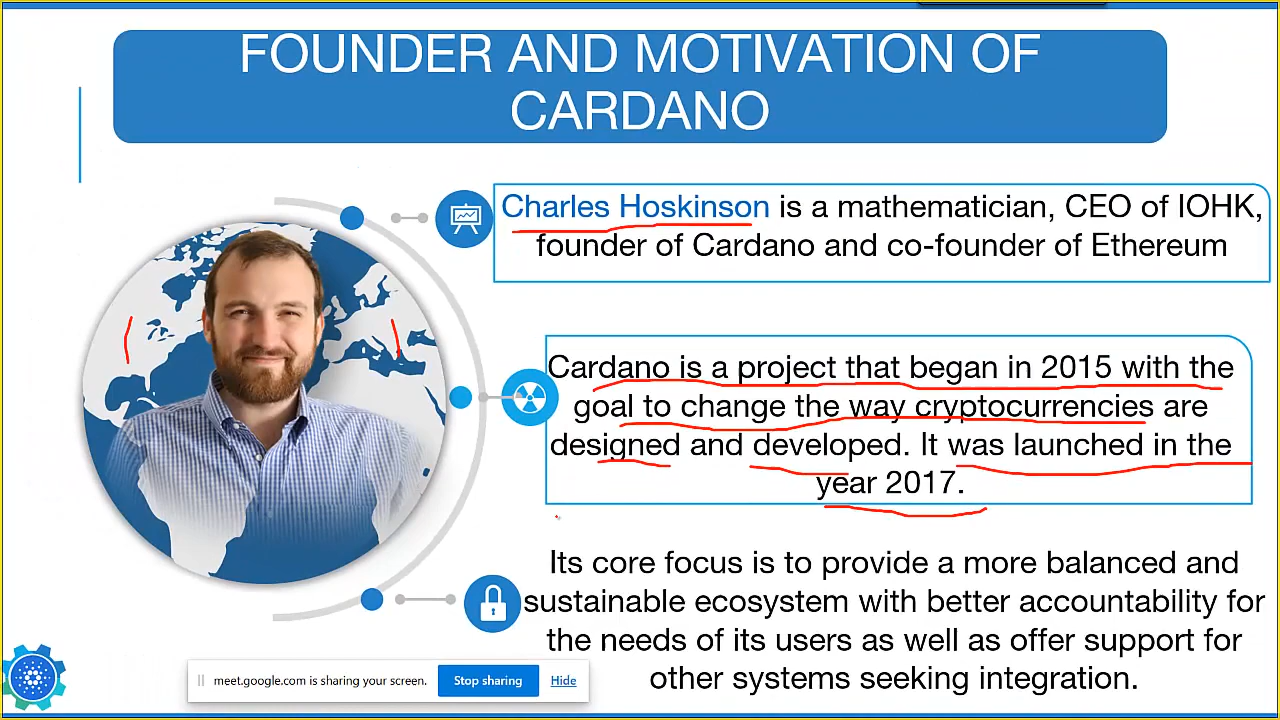 FOUNDER AND MOTIVATION OF
CARDANO
Charles Hoskinson is a mathematician, CEO of IOHK,
founder of Cardano and co-founder of Ethereum
Cardano is a project that began in 2015 with the
goal to change the way cryptocurrencies are
designed and developed. It was launched in the
year 2017.
Its core focus is to provide a more balanced and
sustainable ecosystem with better accountability for
the needs of its users as well as offer support for
other systems seeking integration.
meet.google.com is sharing your screen.
Stop sharing
Hide